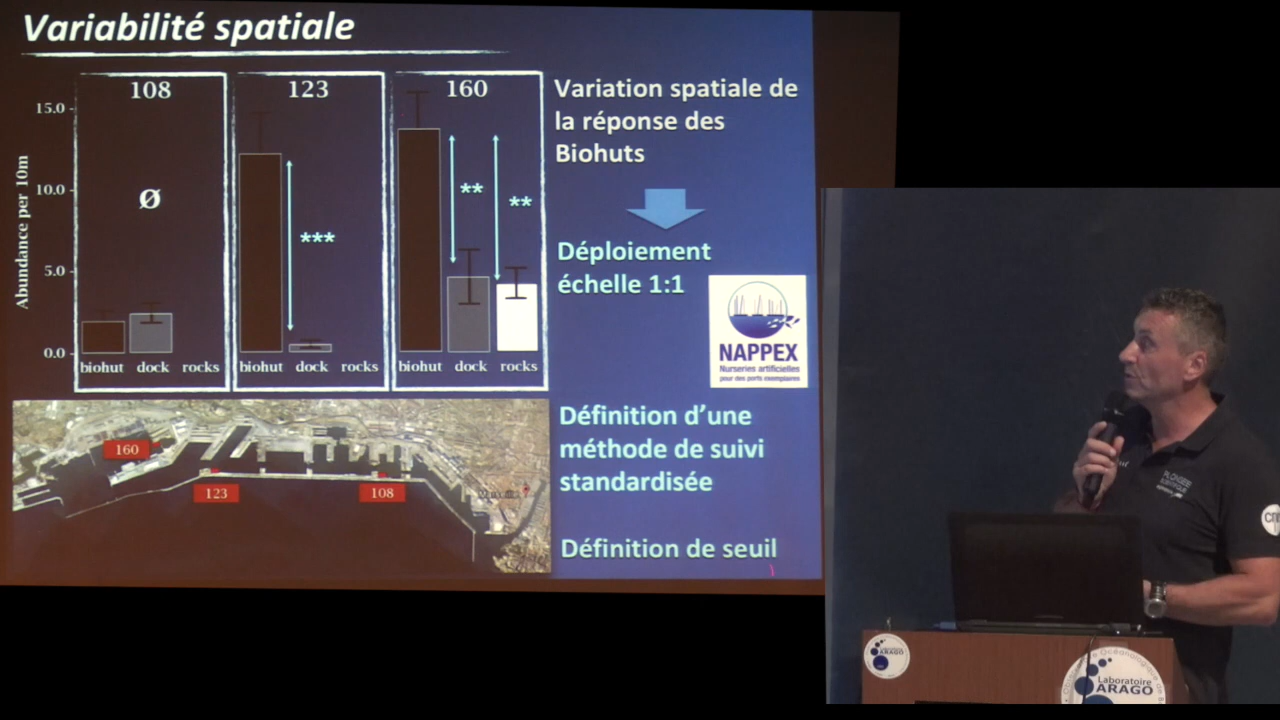 Variabilité spatiale
108
123
160
15.0
10.0
5.0
0.0
Abundance per 10m
Ø
***
**
**
biohut dock rocks
biohut dock rocks
biohut dock rocks
Variation spatiale de
la réponse des
Biohuts
Déploiement
échelle 1:1
NAPPEX
Nurseries artificielles
pour des ports exemplaires
160
123
108
Marseille
Définition d'une
méthode de suivi
standardisée
Définition de seuil
ARAGO
Laboratoire
ARAGO